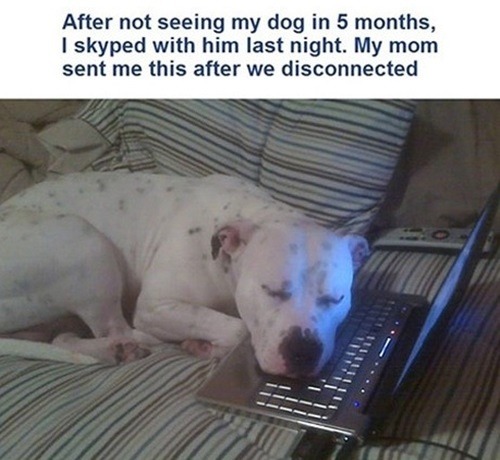 After not seeing my dog in 5 months,
I skyped with him last night. My mom
sent me this after we disconnected